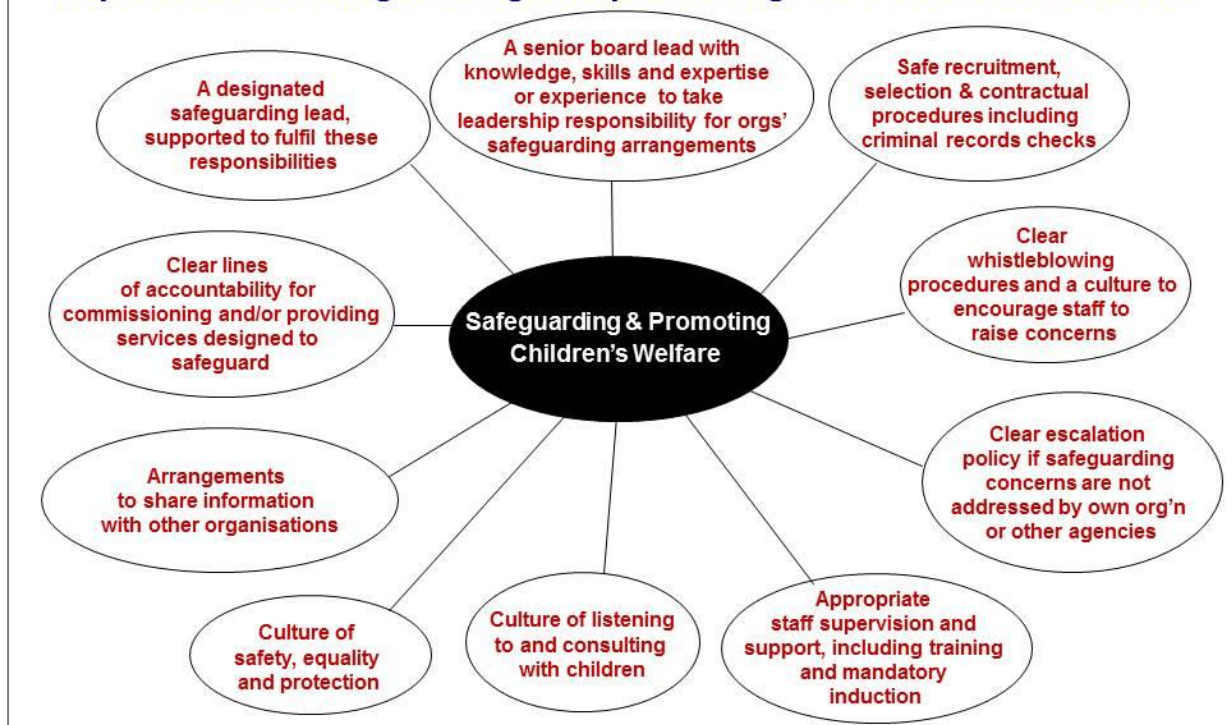 A designated
safeguarding lead,
supported to fulfil these
responsibilities
A senior board lead with
knowledge, skills and expertise
or experience to take
leadership responsibility for orgs'
safeguarding arrangements
Safe recruitment,
selection & contractual
procedures including
criminal records checks
Clear lines
of accountability for
commissioning and/or providing
services designed to
safeguard
Safeguarding & Promoting
Children's Welfare
Clear
whistleblowing
procedures and a culture to
encourage staff to
raise concerns
Arrangements
to share information
with other organisations
Clear escalation
policy if safeguarding
concerns are not
addressed by own org'n
or other agencies
Culture of
safety, equality
and protection
Culture of listening
to and consulting
with children
Appropriate
staff supervision and
support, including training
and mandatory
induction